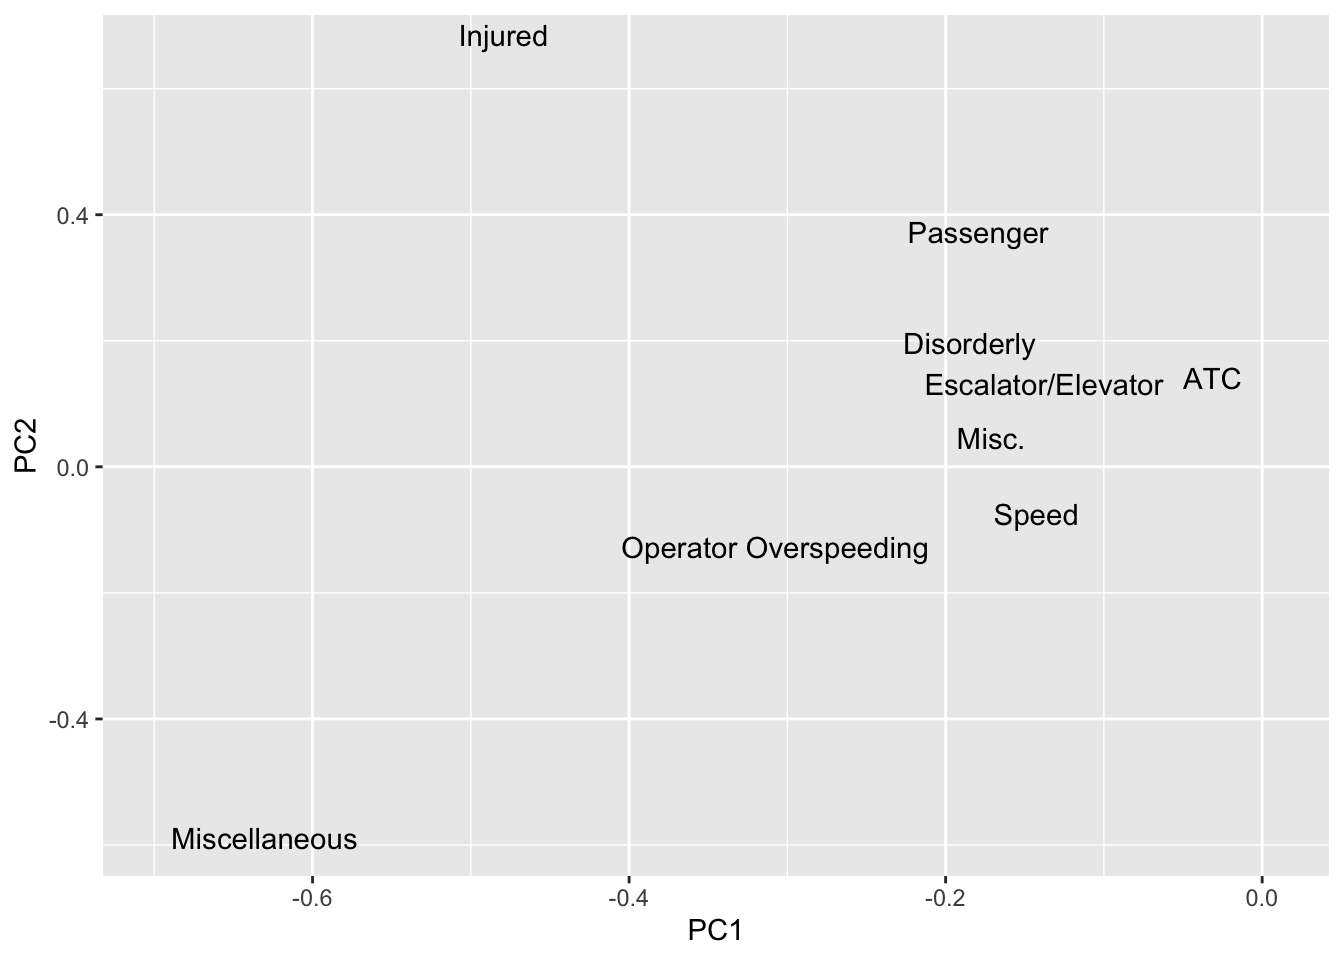 Injured
0.4
Passenger
Disorderly
Escalator/Elevator
ATC
Misc.
PC2
0.0
Speed
Operator Overspeeding
-0.4
Miscellaneous
-0.6
-0.4
-0.2
0.0
PC1